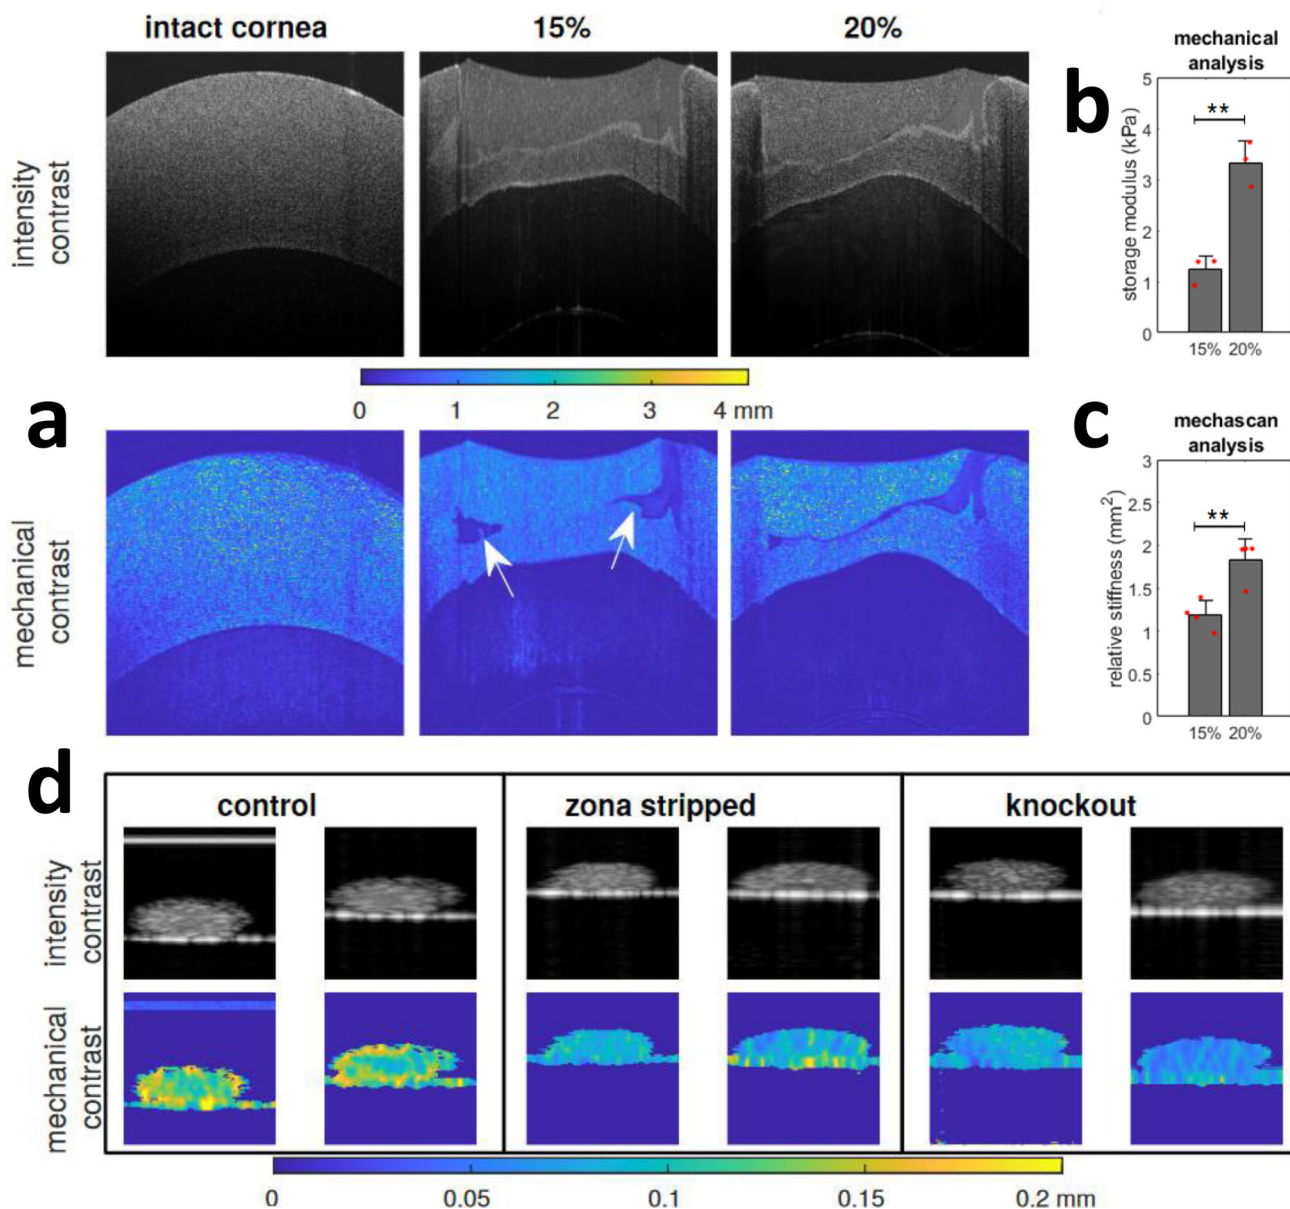 intact cornea
15%
20%
intensity
contrast
0 1 2 3 4 mm
a
mechanical
contrast
b
mechanical
analysis
storage modulus (kPa)
5
4
3
2
1
0
**
15% 20%
c
mechascan
analysis
relative stiffness (mm²)
3
2.5
2
1.5
1
0.5
0
**
15% 20%
d
control
zona stripped
knockout
intensity
contrast
mechanical
contrast
0 0.05 0.1 0.15 0.2 mm